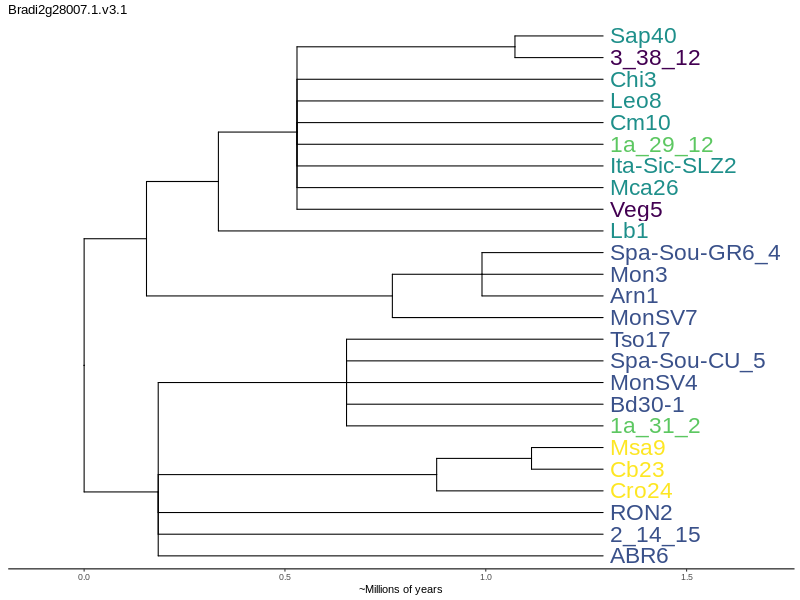 Bradi2g28007.1.v3.1
Sap40
3_38_12
Chi3
Leo8
Cm10
1a_29_12
Ita-Sic-SLZ2
Mca26
Veg5
Lb1
Spa-Sou-GR6_4
Mon3
Arn1
MonSV7
Tso17
Spa-Sou-CU_5
MonSV4
Bd30-1
1a_31_2
Msa9
Cb23
Cro24
RON2
2_14_15
ABR6
0.0 0.5 1.0 1.5
~Millions of years